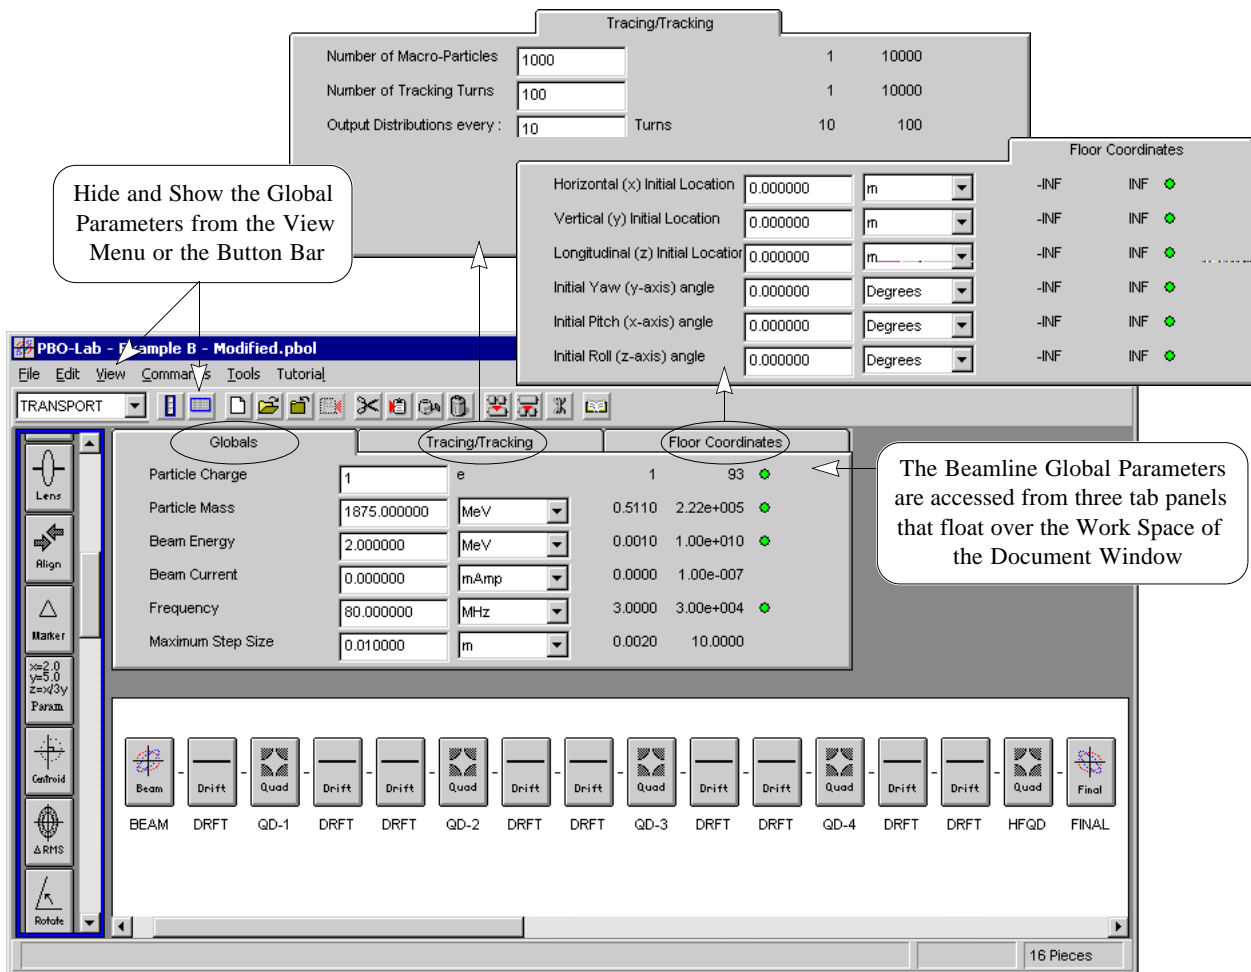 Tracing/Tracking
Number of Macro-Particles 1000 1 10000
Number of Tracking Turns 100 1 10000
Output Distributions every : 10 Turns 10 100
Floor Coordinates
Horizontal (x) Initial Location 0.000000 m -INF INF
Vertical (y) Initial Location 0.000000 m -INF INF
Longitudinal (z) Initial Location 0.000000 m -INF INF
Initial Yaw (y-axis) angle 0.000000 Degrees -INF INF
Initial Pitch (x-axis) angle 0.000000 Degrees -INF INF
Initial Roll (z-axis) angle 0.000000 Degrees -INF INF
Hide and Show the Global
Parameters from the View
Menu or the Button Bar
PBO-Lab - Example B - Modified.pbol
File Edit View Commands Tools Tutorial
TRANSPORT
Globals Tracing/Tracking Floor Coordinates
Particle Charge 1 e 1 93
Particle Mass 1875.000000 MeV 0.5110 2.22e+005
Beam Energy 2.000000 MeV 0.0010 1.00e+010
Beam Current 0.000000 mAmp 0.0000 1.00e-007
Frequency 80.000000 MHz 3.0000 3.00e+004
Maximum Step Size 0.010000 m 0.0020 10.0000
The Beamline Global Parameters
are accessed from three tab panels
that float over the Work Space of
the Document Window
Lens
Align
Marker
x=2.0
y=5.0
z=x/3y
Param
Centroid
ΔRMS
Rotate
Beam Drift Quad Drift Drift Quad Drift Drift Quad Drift Drift Quad Drift Drift Quad Final
BEAM DRFT QD-1 DRFT DRFT QD-2 DRFT DRFT QD-3 DRFT DRFT QD-4 DRFT DRFT HFQD FINAL
16 Pieces